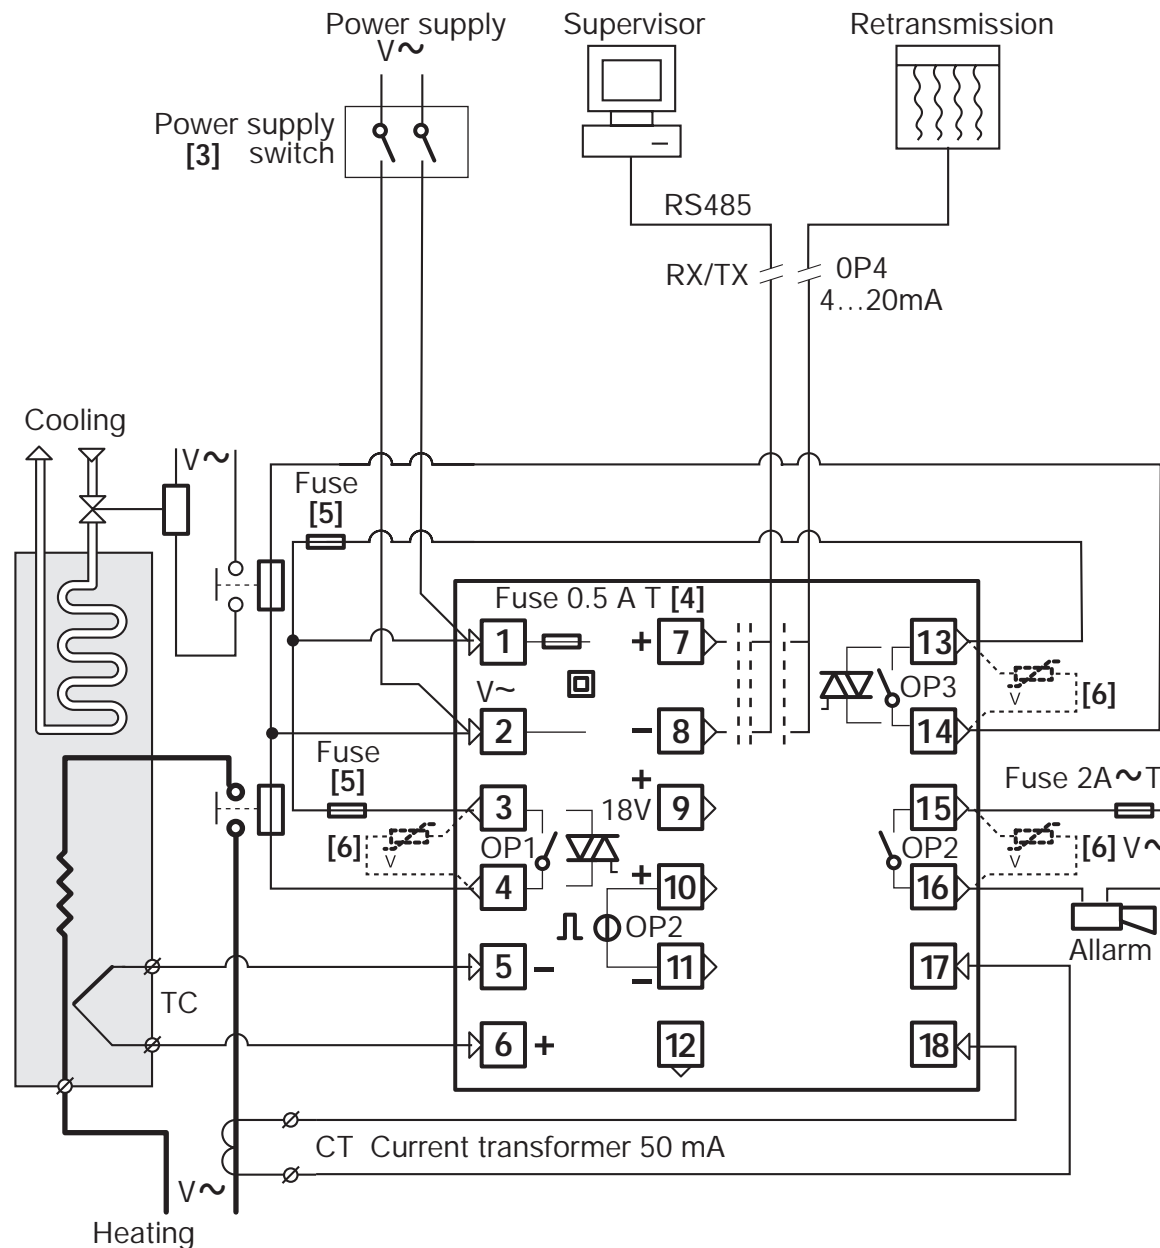 Power supply
V~
Supervisor
Retransmission
Power supply
[3] switch
RS485
RX/TX
0P4
4...20mA
Cooling
V~
Fuse
[5]
Fuse 0.5 A T [4]
1
+ 7
13
OP3
[6]
V
V~
2
- 8
14
Fuse
[5]
+
Fuse 2A~T
3
18V 9
15
[6]
V
OP1
OP2
V
[6] V~
4
+ 10
16
OP2
Allarm
5 -
- 11
17
TC
6 +
12
18
CT Current transformer 50 mA
V~
Heating